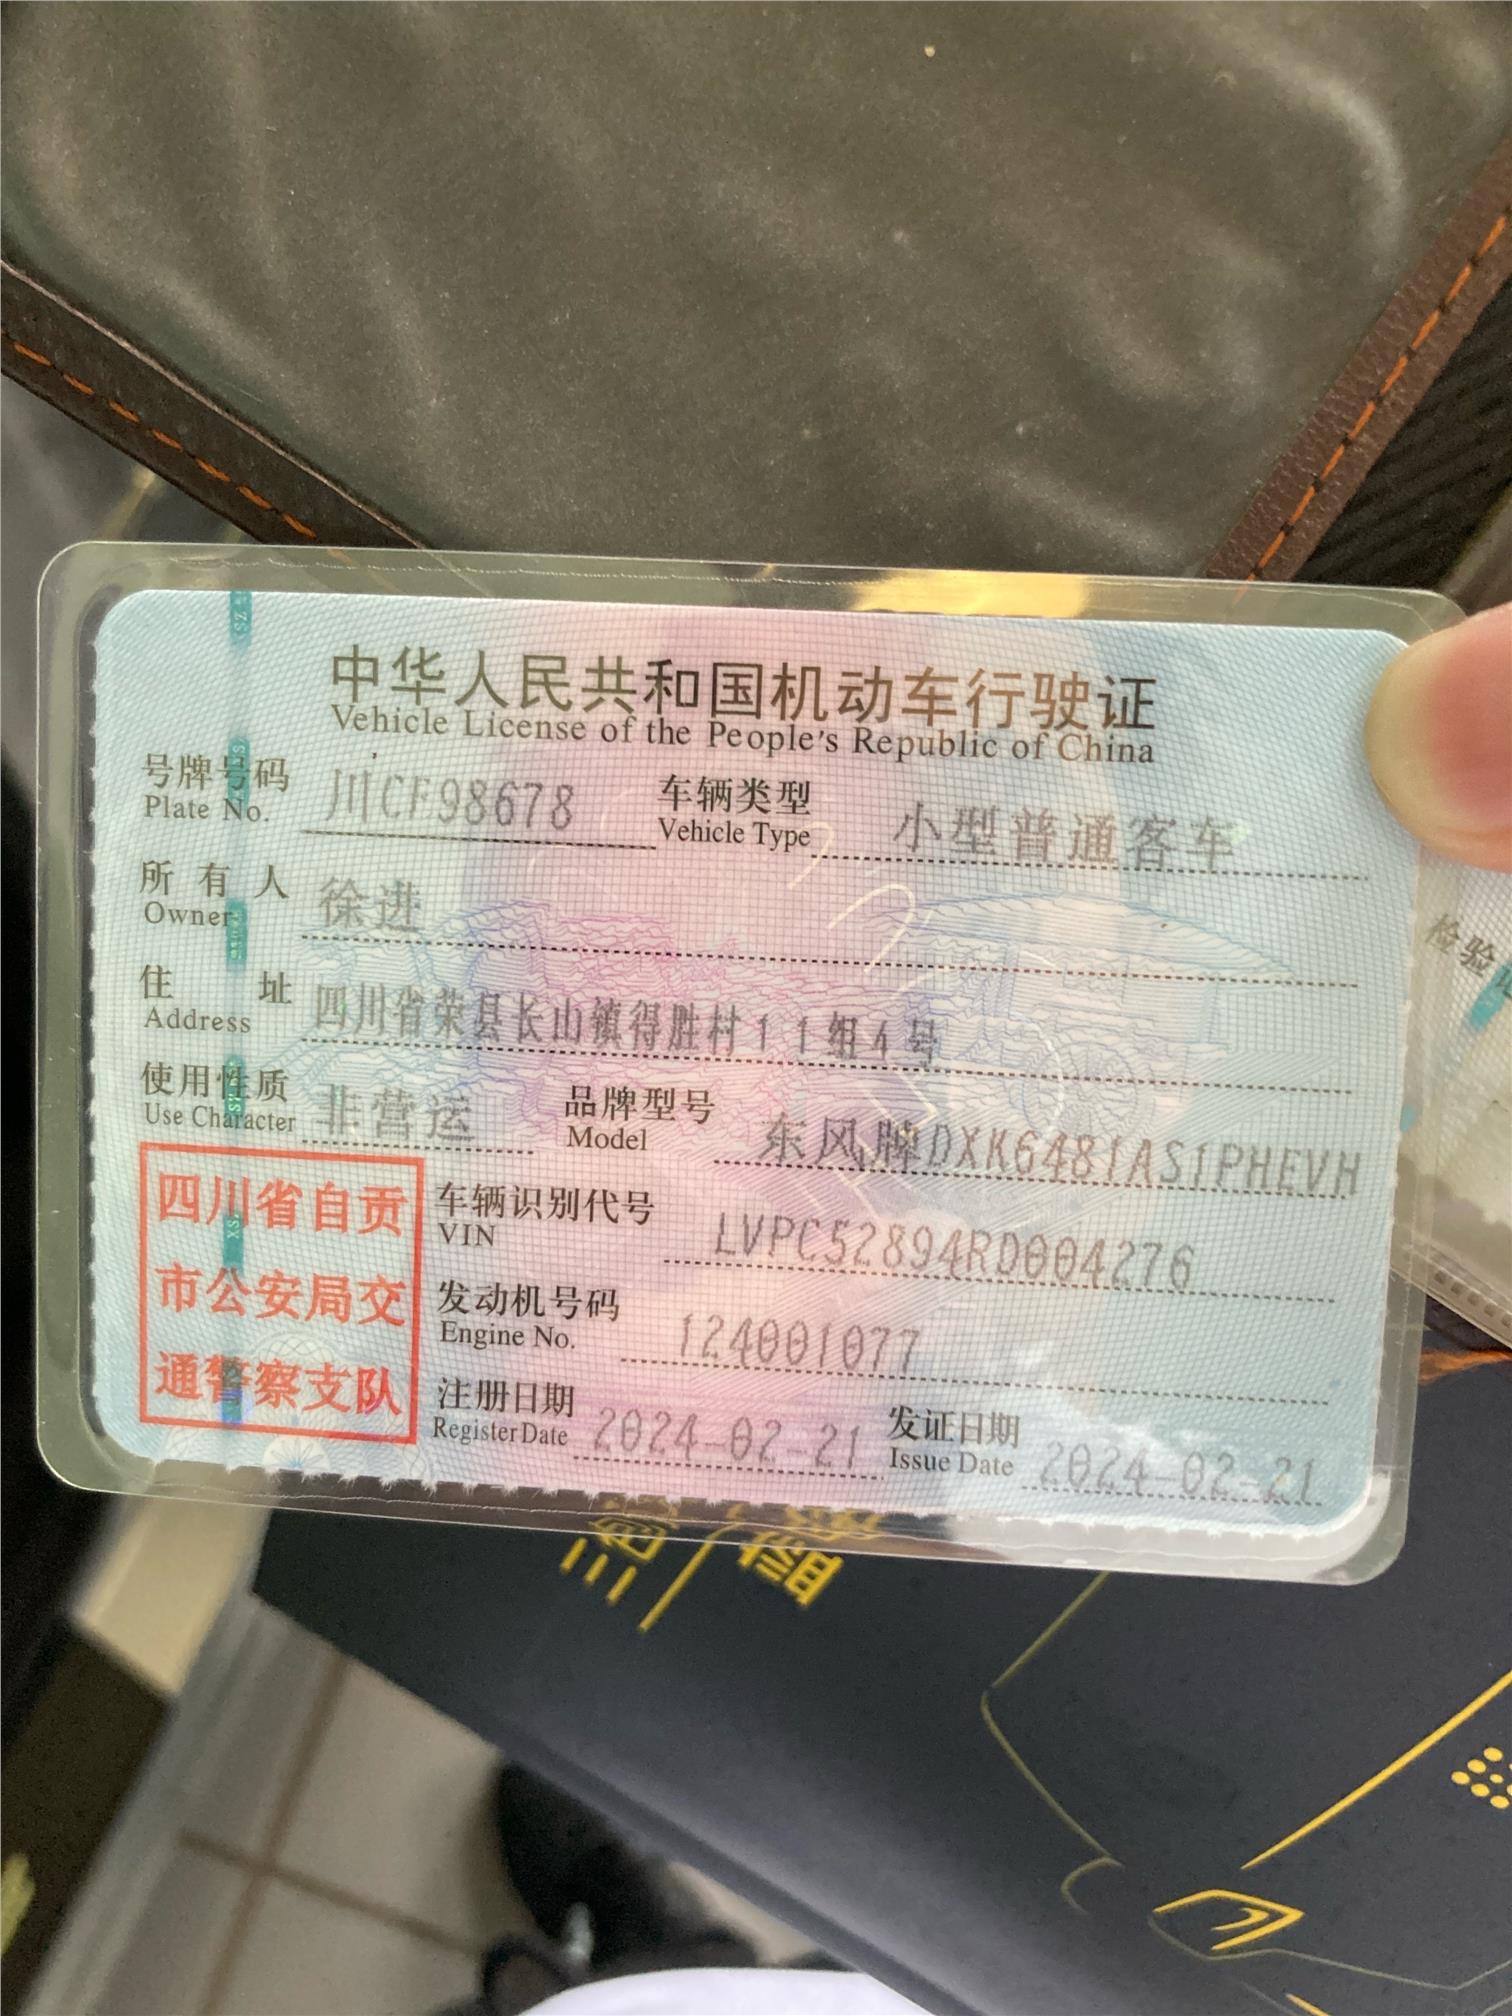 中华人民共和国机动车行驶证
Vehicle License of the People's Republic of China
号牌号码 川CF98678 车辆类型 小型普通客车
Plate No. Vehicle Type
所有人 徐进
Owner
住址 四川省荣县长山镇得胜村11组4号
Address
使用性质 非营运 品牌型号 东风牌DXK6481AS1PHEVH
Use Character Model
四川省自贡
市公安局交
通警察支队
车辆识别代号 LVPC52894RD004276
VIN
发动机号码 124001077
Engine No.
注册日期 2024-02-21 发证日期 2024-02-21
Register Date Issue Date
检验